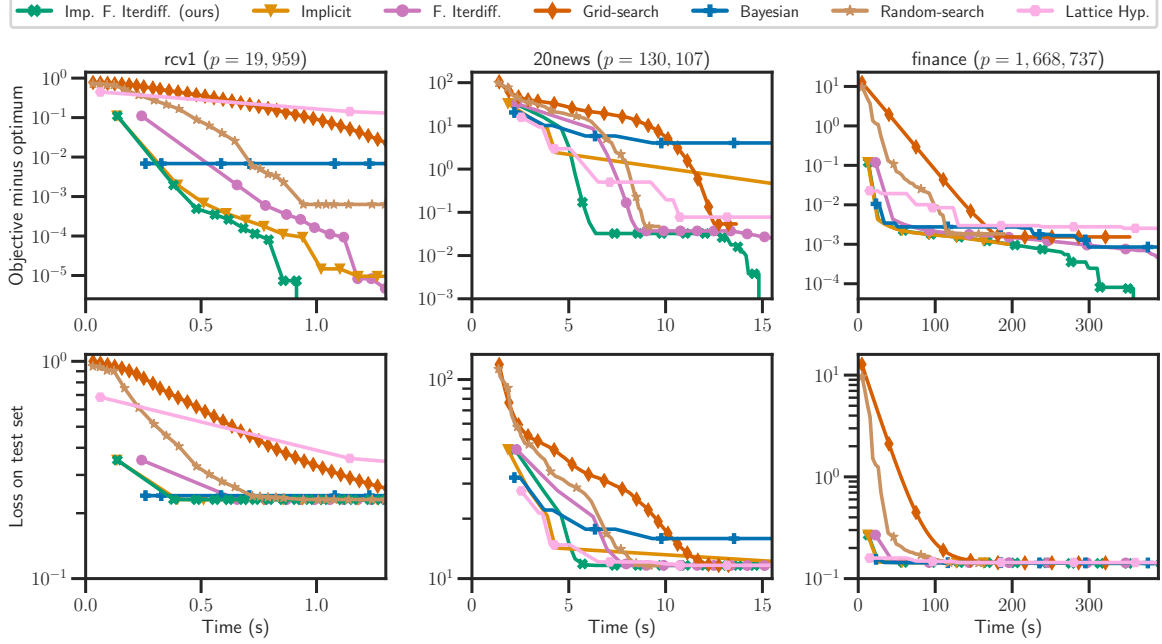 Imp. F. Iterdiff. (ours) Implicit F. Iterdiff. Grid-search Bayesian Random-search Lattice Hyp.
rcv1 (p = 19, 959) 20news (p = 130, 107) finance (p = 1, 668, 737)
Objective minus optimum
10^0
10^−1
10^−2
10^−3
10^−4
10^−5
0.0 0.5 1.0
10^2
10^1
10^0
10^−1
10^−2
10^−3
0 5 10 15
10^1
10^0
10^−1
10^−2
10^−3
10^−4
0 100 200 300
Loss on test set
10^0
10^−1
0.0 0.5 1.0
Time (s)
10^2
10^1
0 5 10 15
Time (s)
10^1
10^0
10^−1
0 100 200 300
Time (s)